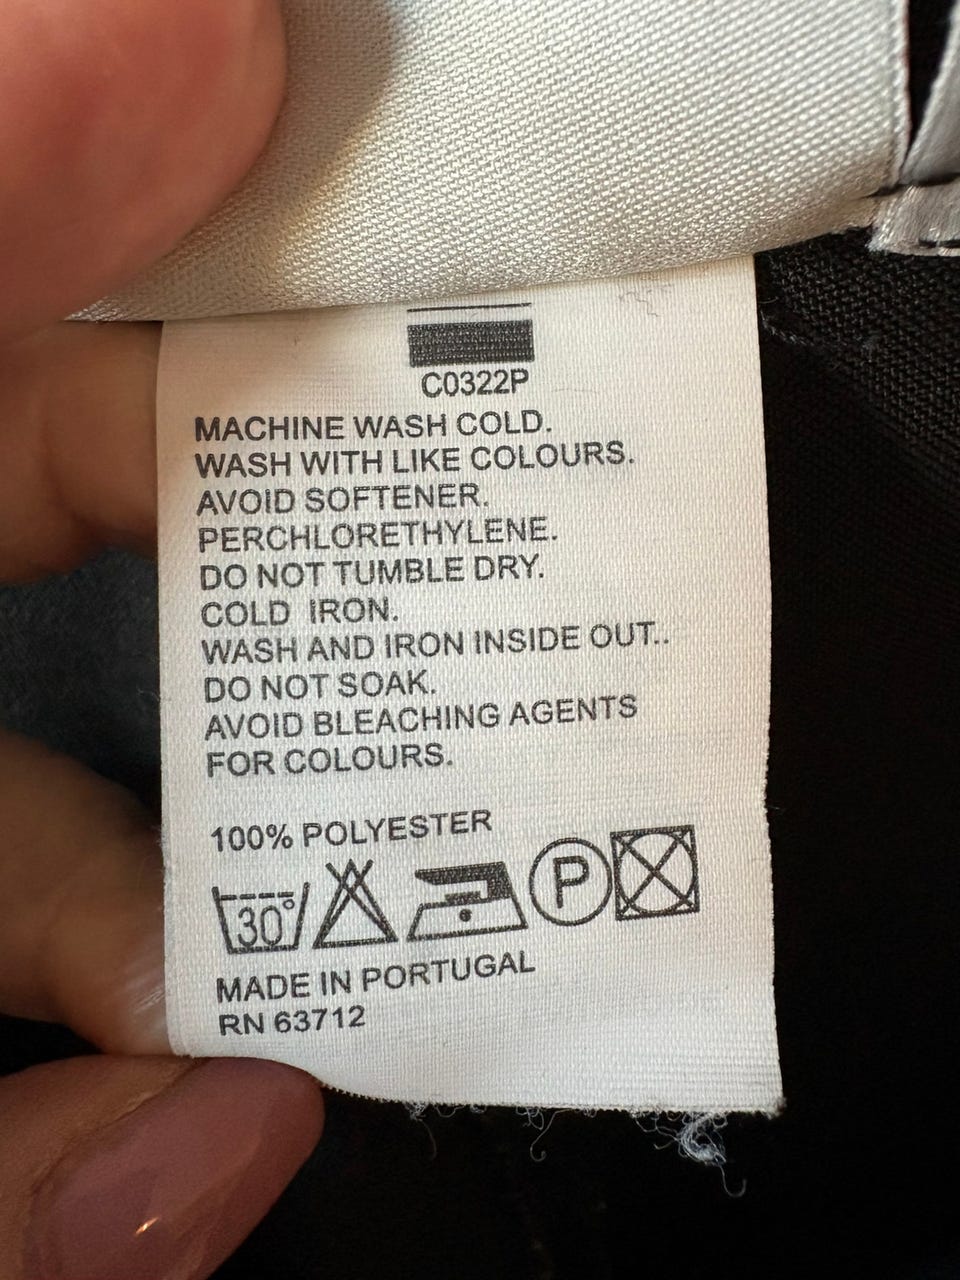 C0322P
MACHINE WASH COLD.
WASH WITH LIKE COLOURS.
AVOID SOFTENER.
PERCHLORETHYLENE.
DO NOT TUMBLE DRY.
COLD IRON.
WASH AND IRON INSIDE OUT..
DO NOT SOAK.
AVOID BLEACHING AGENTS
FOR COLOURS.
100% POLYESTER
30° P
MADE IN PORTUGAL
RN 63712